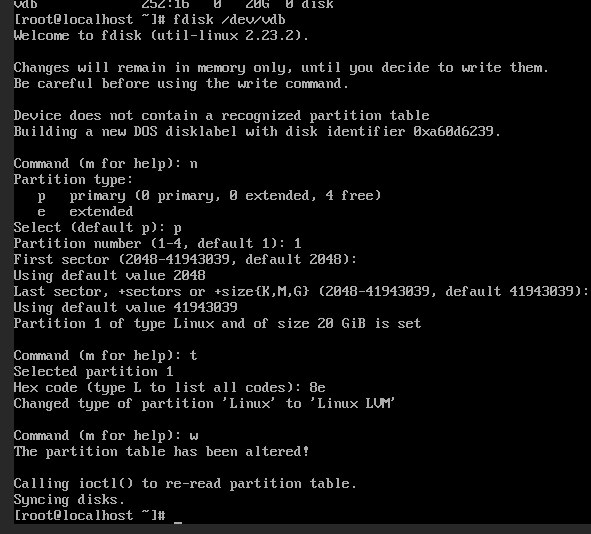 vdb 252:16 0 20G 0 disk
[root@localhost ~]# fdisk /dev/vdb
Welcome to fdisk (util-linux 2.23.2).
Changes will remain in memory only, until you decide to write them.
Be careful before using the write command.
Device does not contain a recognized partition table
Building a new DOS disklabel with disk identifier 0xa60d6239.
Command (m for help): n
Partition type:
   p   primary (0 primary, 0 extended, 4 free)
   e   extended
Select (default p): p
Partition number (1-4, default 1): 1
First sector (2048-41943039, default 2048):
Using default value 2048
Last sector, +sectors or +size{K,M,G} (2048-41943039, default 41943039):
Using default value 41943039
Partition 1 of type Linux and of size 20 GiB is set
Command (m for help): t
Selected partition 1
Hex code (type L to list all codes): 8e
Changed type of partition 'Linux' to 'Linux LVM'
Command (m for help): w
The partition table has been altered!
Calling ioctl() to re-read partition table.
Syncing disks.
[root@localhost ~]# _